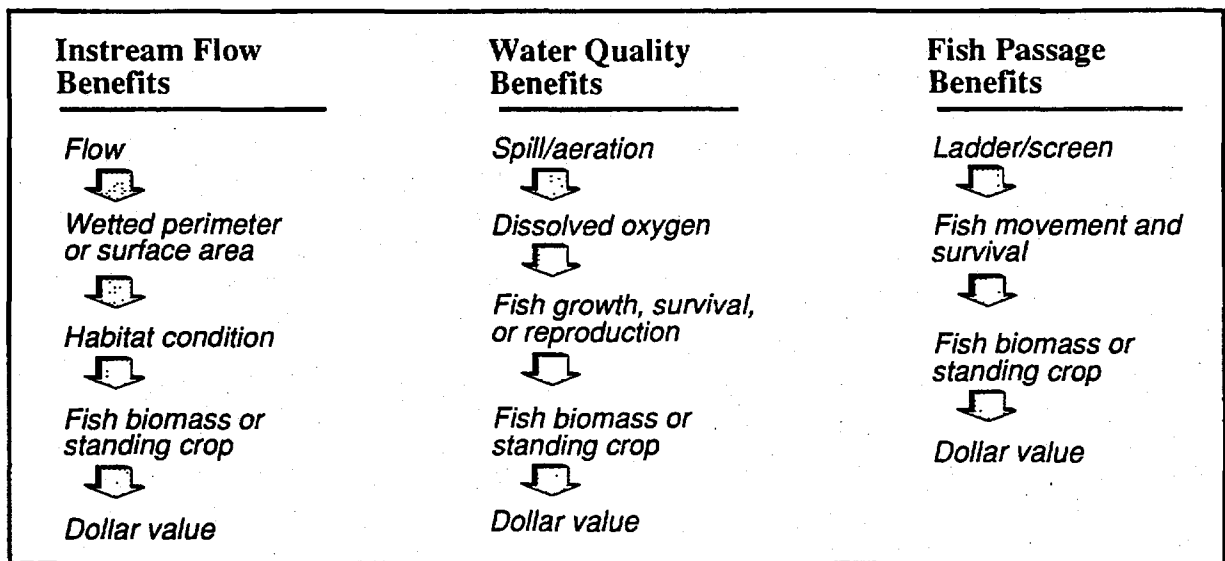 Instream Flow
Benefits
Flow
Wetted perimeter
or surface area
Habitat condition
Fish biomass or
standing crop
Dollar value
Water Quality
Benefits
Spill/aeration
Dissolved oxygen
Fish growth, survival,
or reproduction
Fish biomass or
standing crop
Dollar value
Fish Passage
Benefits
Ladder/screen
Fish movement and
survival
Fish biomass or
standing crop
Dollar value